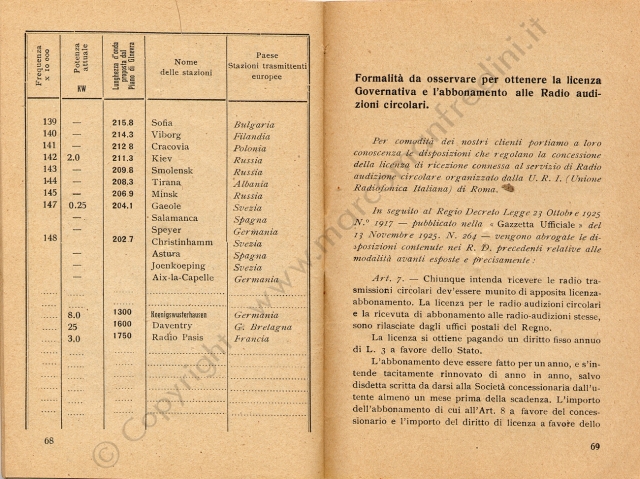 Frequenza x 10 000 | Potenza attuale KW | Lunghezza d'onda proposta dal Piano di Ginevra | Nome delle stazioni | Paese Stazioni trasmittenti europee
139 — 215.8 Sofia Bulgaria
140 — 214.3 Viborg Filandia
141 — 212 8 Cracovia Polonia
142 2.0 211.3 Kiev Russia
143 — 209.8 Smolensk Russia
144 — 208.3 Tirana Albania
145 — 206.9 Minsk Russia
147 0.25 204.1 Gaeole Svezia
— Salamanca Spagna
— Speyer Germania
148 — 202 7 Christinhamm Svezia
— Astura Spagna
— Joenkoeping Svezia
— Aix-la-Capelle Germania
8.0 1300 Koenigswusterhausen Germania
25 1600 Daventry G. Bretagna
3,0 1750 Radio Pasis Francia
68
Formalità da osservare per ottenere la licenza
Governativa e l'abbonamento alle Radio audi-
zioni circolari.
Per comodità dei nostri clienti portiamo a loro
conoscenza le disposizioni che regolano la concessione
della licenza di ricezione connessa al servizio di Radio
audizione circolare organizzato dalla U. R. I. (Unione
Radiofonica Italiana) di Roma.
In seguito al Regio Decreto Legge 23 Ottobre 1925
N.° 1917 — pubblicato nella « Gazzetta Ufficiale » del
13 Novembre 1925. N. 264 — vengono abrogate le di-
sposizioni contenute nei R. D. precedenti relative alle
modalità avanti esposte e precisamente :
Art. 7. — Chiunque intenda ricevere le radio tra-
smissioni circolari dev'essere munito di apposita licenza-
abbonamento. La licenza per le radio audizioni circolari
e la ricevuta di abbonamento alle radio-audizioni stesse,
sono rilasciate dagli uffici postali del Regno.
La licenza si ottiene pagando un diritto fisso annuo
di L. 3 a favore dello Stato.
L'abbonamento deve essere fatto per un anno, e s'in-
tende tacitamente rinnovato di anno in anno, salvo
disdetta scritta da darsi alla Società concessionaria dall'u-
tente almeno un mese prima della scadenza. L'importo
dell'abbonamento di cui all'Art. 8 a favore del conces-
sionario e l'importo del diritto di licenza a favore dello
69